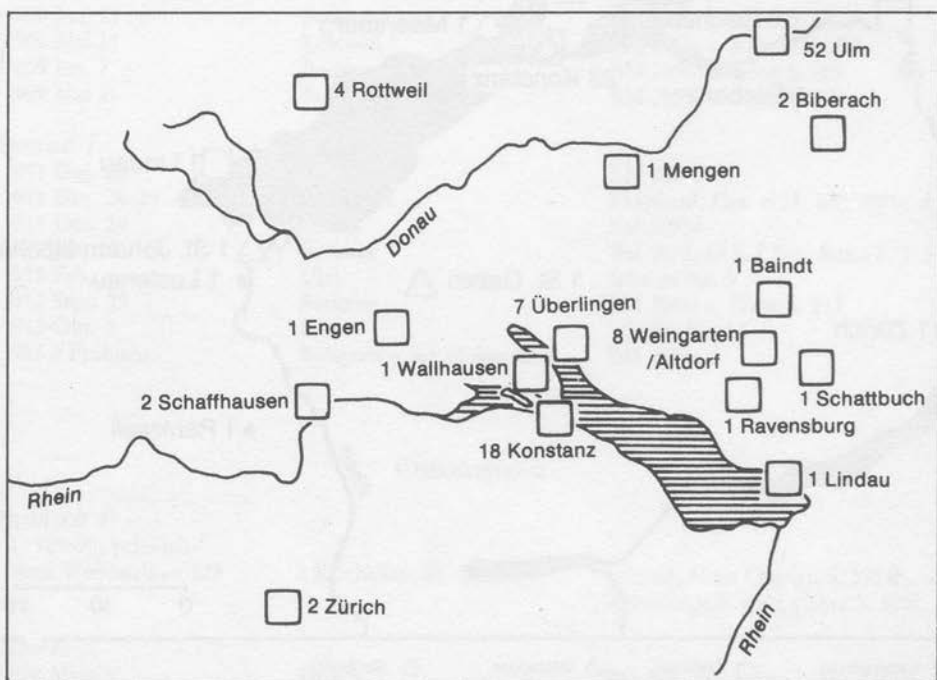 52 Ulm
4 Rottweil
2 Biberach
1 Mengen
Donau
1 Baindt
7 Überlingen
1 Engen
8 Weingarten
/Altdorf
1 Wallhausen
2 Schaffhausen
1 Schattbuch
1 Ravensburg
18 Konstanz
1 Lindau
Rhein
2 Zürich
Rhein